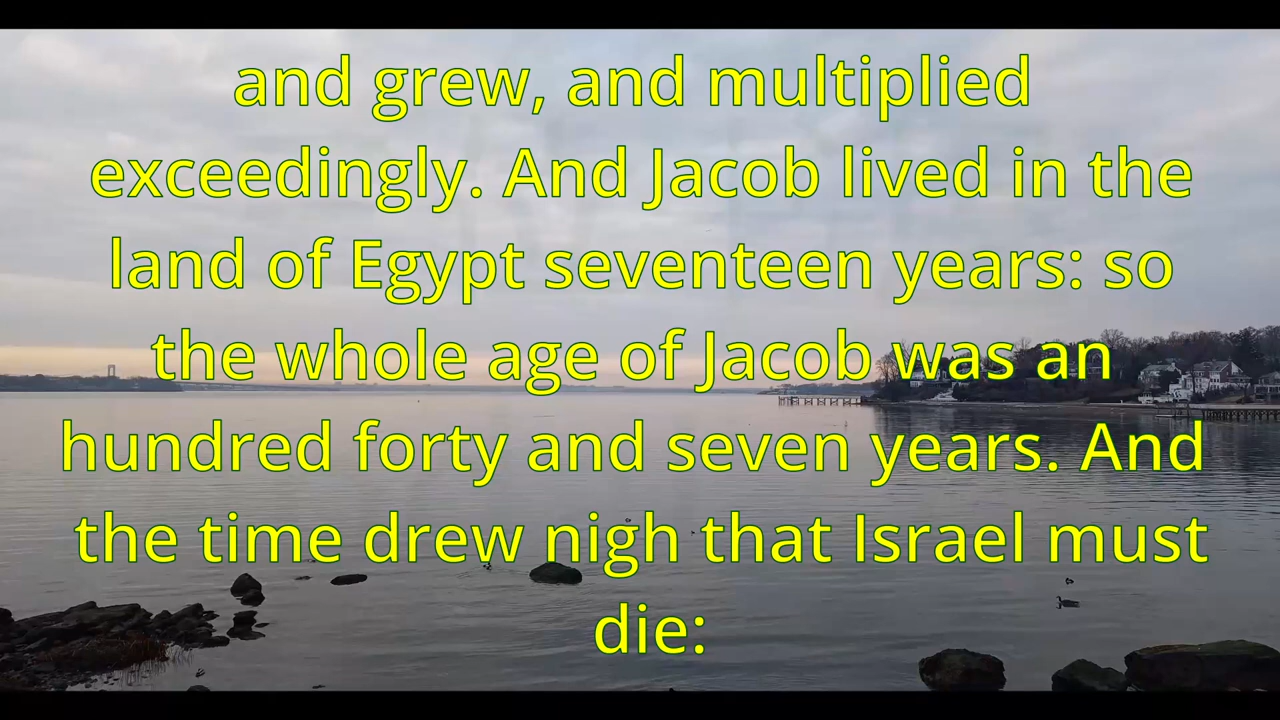 and grew, and multiplied
exceedingly. And Jacob lived in the
land of Egypt seventeen years: so
the whole age of Jacob was an
hundred forty and seven years. And
the time drew nigh that Israel must
die: